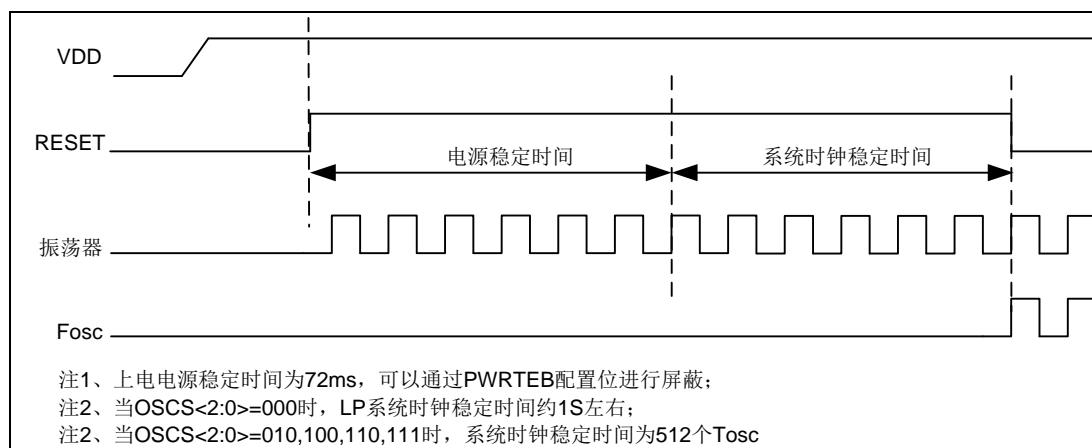 VDD
RESET
电源稳定时间 系统时钟稳定时间
振荡器
Fosc
注1、上电电源稳定时间为72ms，可以通过PWRTEB配置位进行屏蔽；
注2、当OSCS<2:0>=000时，LP系统时钟稳定时间约1S左右；
注2、当OSCS<2:0>=010,100,110,111时，系统时钟稳定时间为512个Tosc